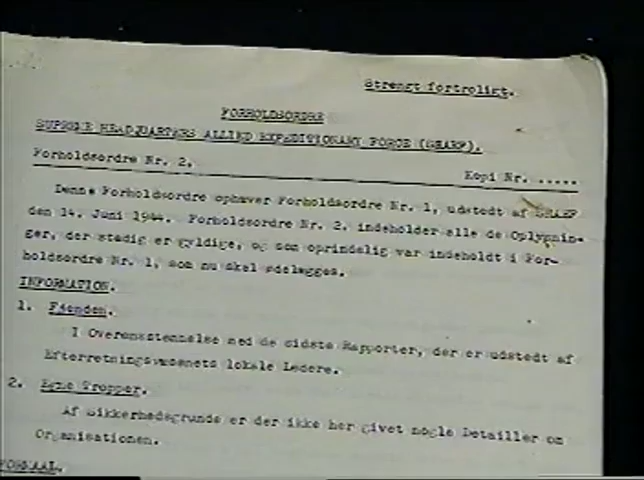 Strengt fortroligt.
FORHOLDSORDRE
SUPREME HEADQUARTERS ALLIED EXPEDITIONARY FORCE (SHAEF).
Forholdsordre Nr. 2.
Kopi Nr. .....
Denne Forholdsordre ophæver Forholdsordre Nr. 1, udstedt af SHAEF
den 14. Juni 1944. Forholdsordre Nr. 2. indeholder alle de Oplysnin-
ger, der stadig er gyldige, og som oprindelig var indeholdt i For-
holdsordre Nr. 1, som nu skal ødelægges.
INFORMATION.
1. Fjenden.
I Overensstemmelse med de sidste Rapporter, der er udstedt af
Efterretningsvæsenets lokale Ledere.
2. Egne Tropper.
Af Sikkerhedsgrunde er der ikke her givet nogle Detailler om
Organisationen.
FORMAAL.